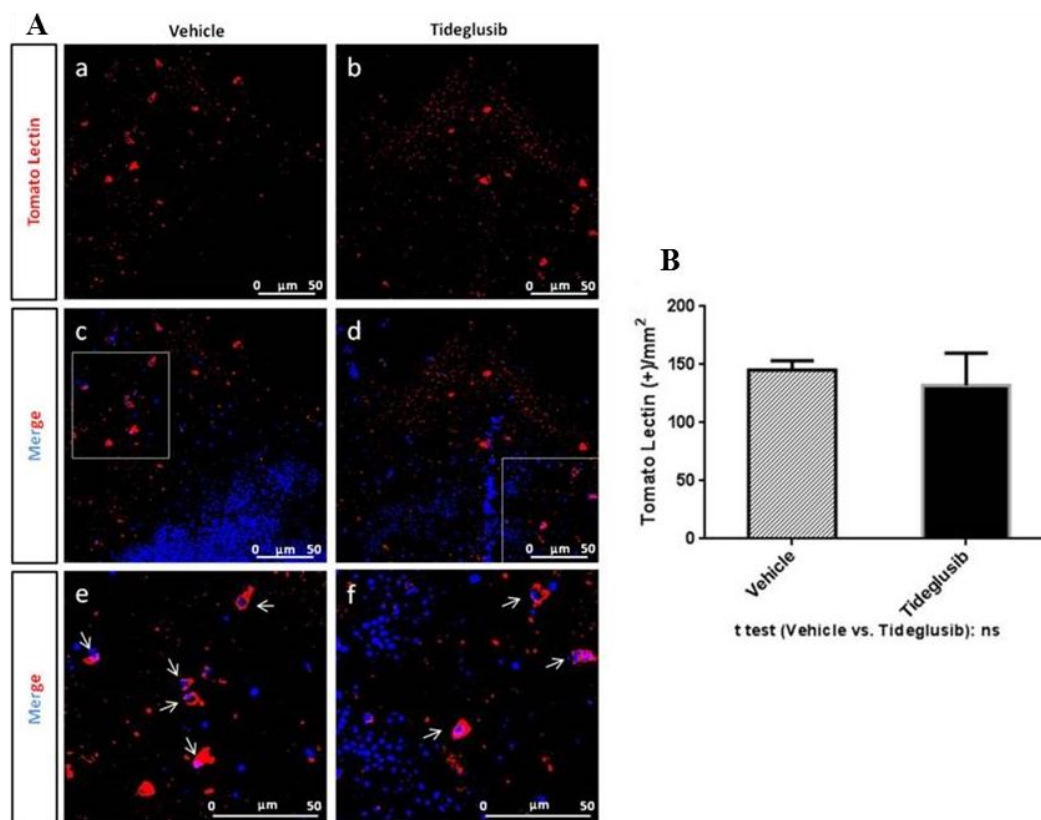 A
Vehicle
Tideglusib
Tomato Lectin
a
b
0 μm 50
0 μm 50
Merge
c
d
0 μm 50
0 μm 50
Merge
e
f
0 μm 50
0 μm 50
B
Tomato Lectin (+)/mm²
200
150
100
50
0
Vehicle
Tideglusib
t test (Vehicle vs. Tideglusib): ns